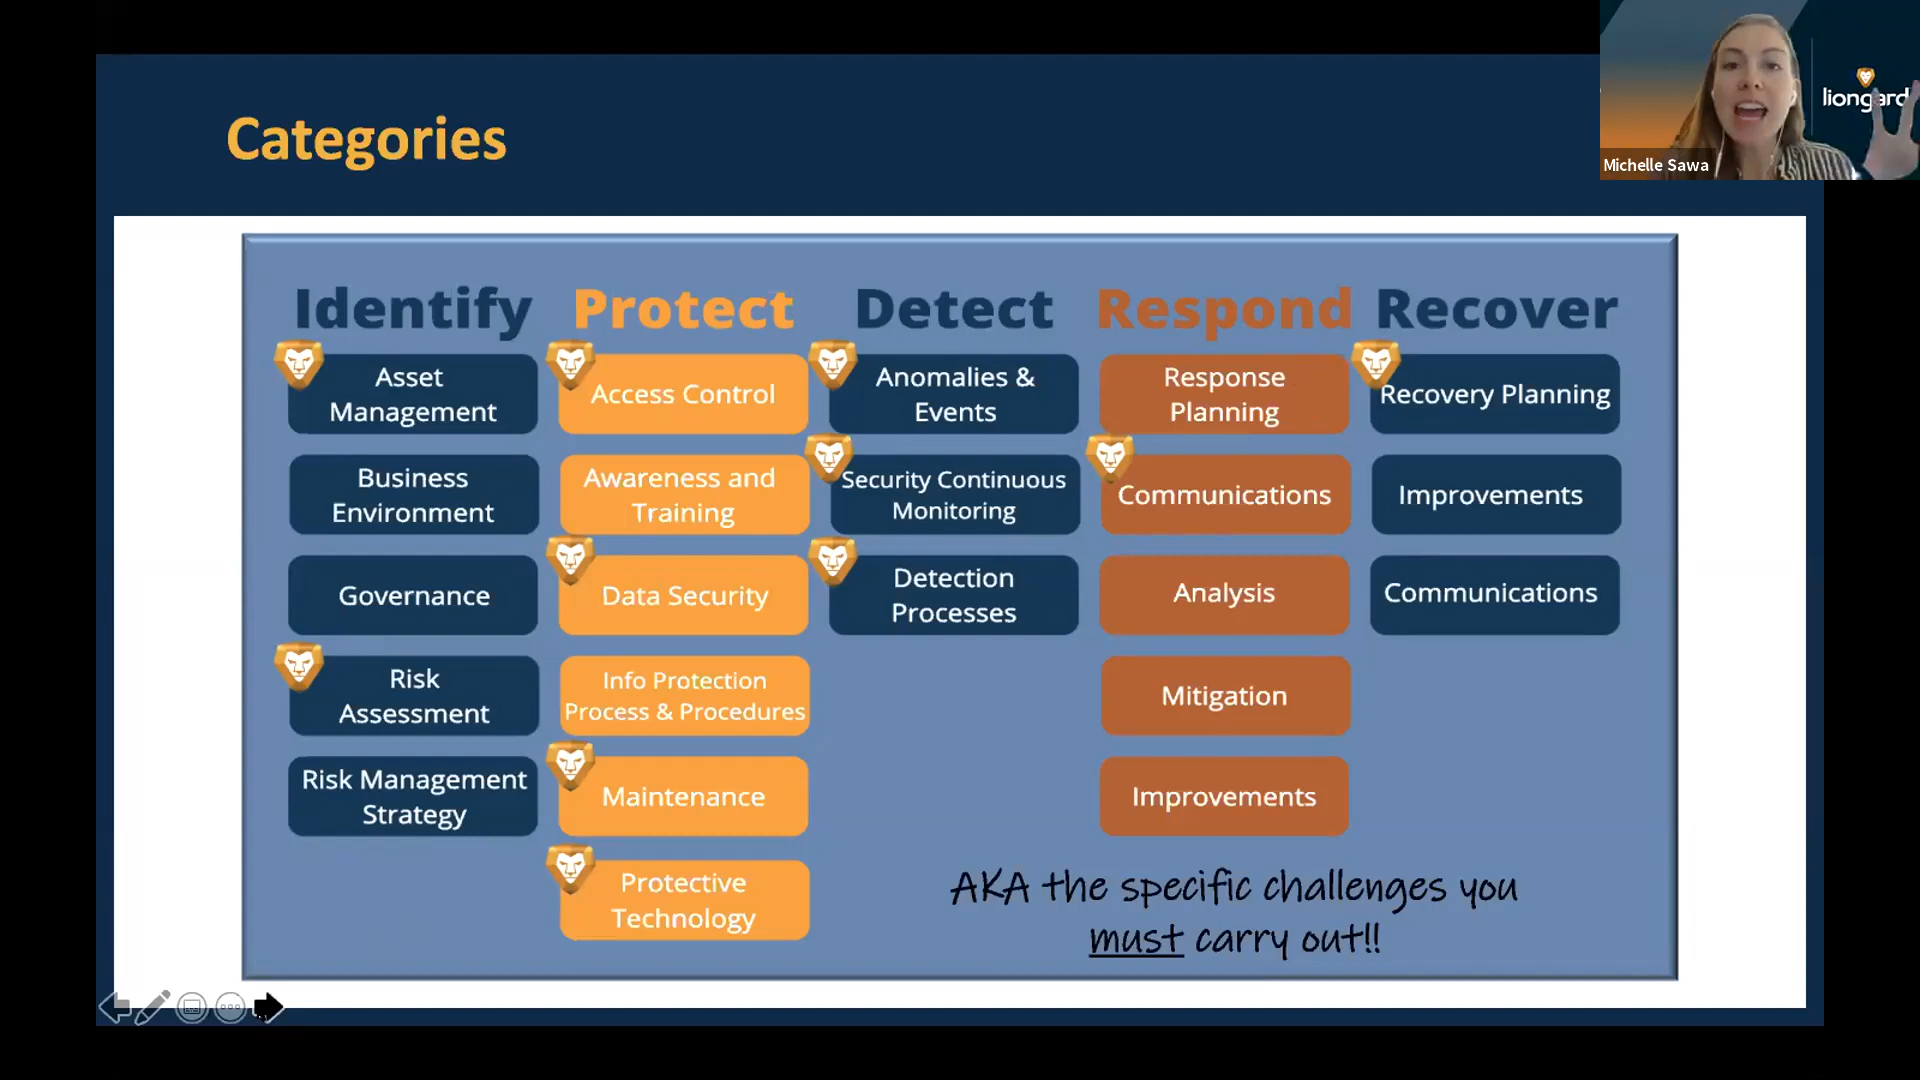 Categories
liongard
Michelle Sawa
Identify
Asset
Management
Business
Environment
Governance
Risk
Assessment
Risk Management
Strategy
Protect
Access Control
Awareness and
Training
Data Security
Info Protection
Process & Procedures
Maintenance
Protective
Technology
Detect
Anomalies &
Events
Security Continuous
Monitoring
Detection
Processes
Respond
Response
Planning
Communications
Analysis
Mitigation
Improvements
Recover
Recovery Planning
Improvements
Communications
AKA the specific challenges you
must carry out!!